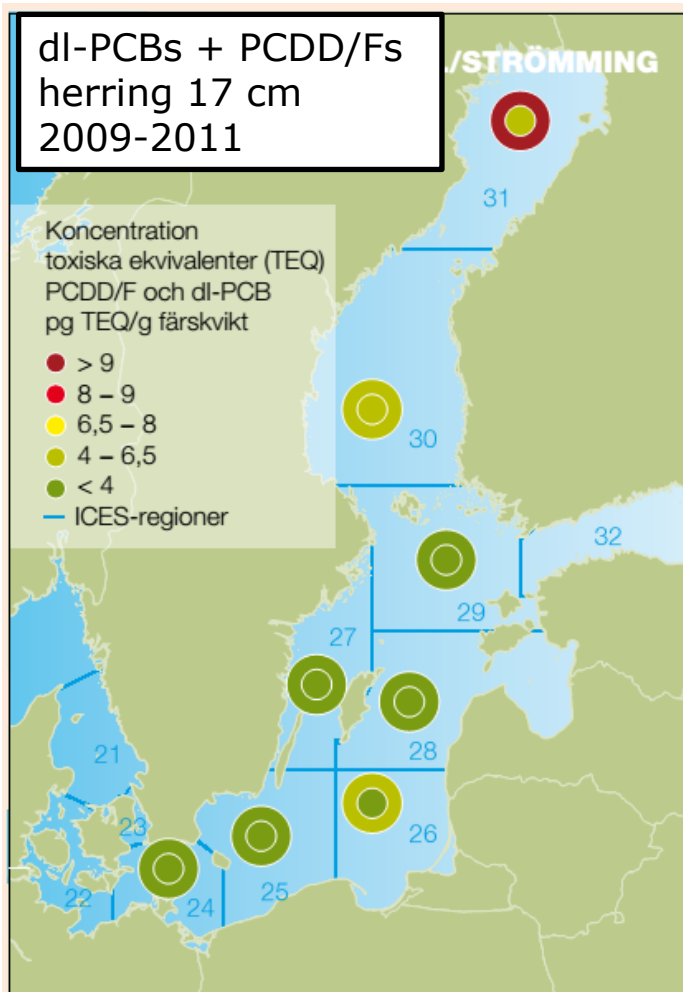 dl-PCBs + PCDD/Fs
herring 17 cm
2009-2011
/STRÖMMING
31
Koncentration
toxiska ekvivalenter (TEQ)
PCDD/F och dl-PCB
pg TEQ/g färskvikt
> 9
8 – 9
6,5 – 8
4 – 6,5
< 4
ICES-regioner
30
32
29
27
28
21
23
26
22
24
25